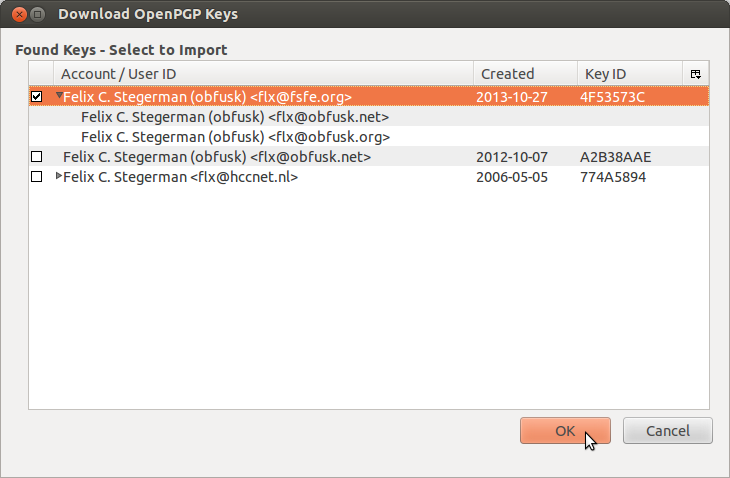 Download OpenPGP Keys
Found Keys - Select to Import
Account / User ID Created Key ID
Felix C. Stegerman (obfusk) <flx@fsfe.org> 2013-10-27 4F53573C
Felix C. Stegerman (obfusk) <flx@obfusk.net>
Felix C. Stegerman (obfusk) <flx@obfusk.org>
Felix C. Stegerman (obfusk) <flx@obfusk.net> 2012-10-07 A2B38AAE
Felix C. Stegerman <flx@hccnet.nl> 2006-05-05 774A5894
OK Cancel